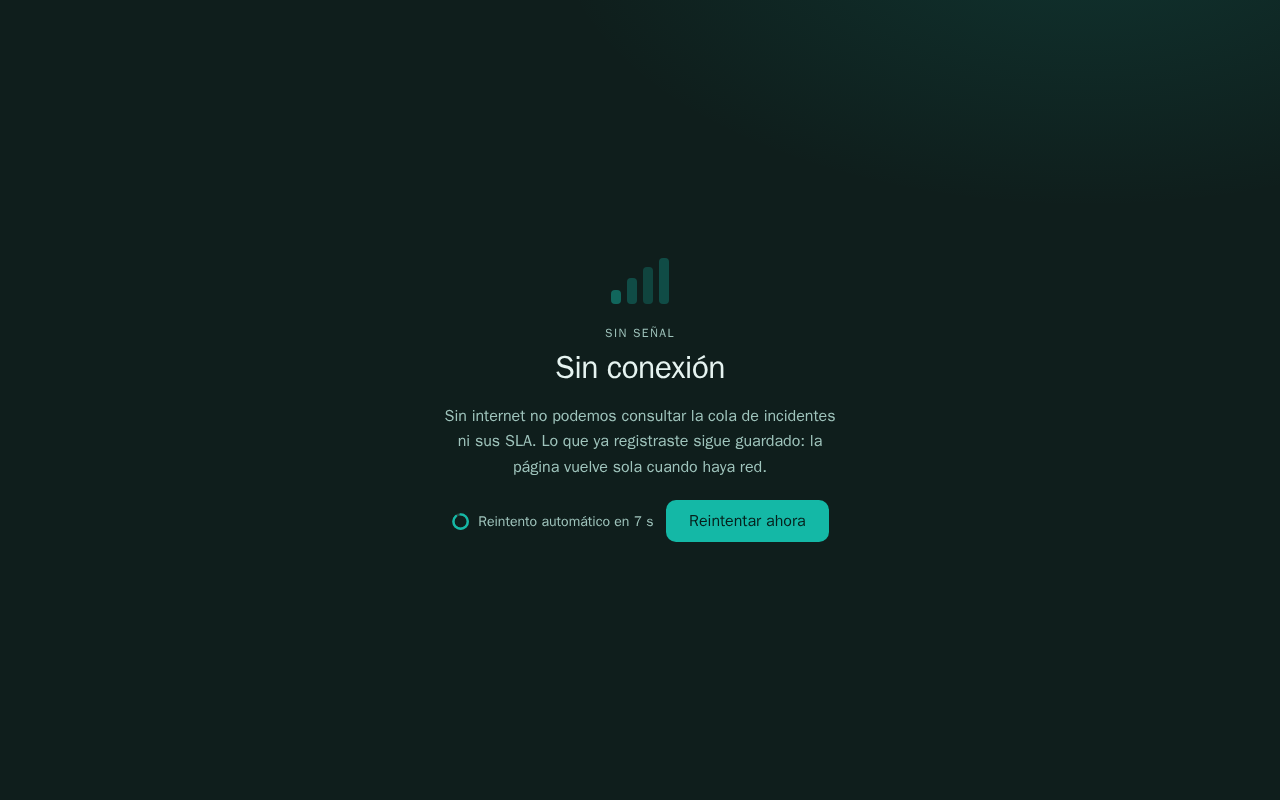 SIN SEÑAL
Sin conexión
Sin internet no podemos consultar la cola de incidentes
ni sus SLA. Lo que ya registraste sigue guardado: la
página vuelve sola cuando haya red.
Reintento automático en 7 s
Reintentar ahora